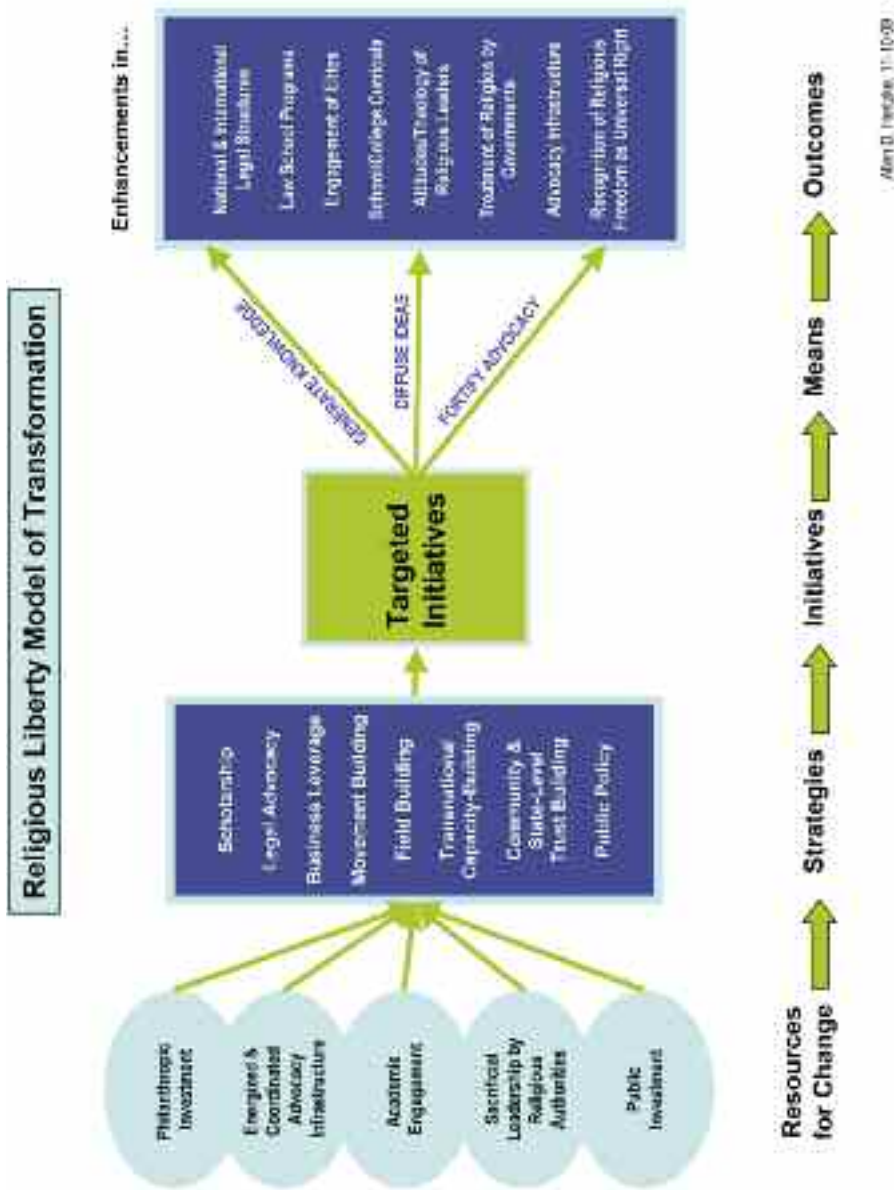 Religious Liberty Model of Transformation
Philanthropic
Investment
Energized &
Coordinated
Advocacy
Infrastructure
Academic
Engagement
Sacrificial
Leadership by
Religious
Authorities
Public
Investment
Scholarship
Legal Advocacy
Business Leverage
Movement Building
Field Building
Transnational
Capacity-Building
Community &
State-Level
Trust Building
Public Policy
Targeted
Initiatives
GENERATE KNOWLEDGE
DIFFUSE IDEAS
FORTIFY ADVOCACY
Enhancements in...
National & International
Legal Structures
Law School Programs
Engagement of Elites
School/College Curricula
Attitudes/Theology of
Religious Leaders
Treatment of Religion by
Governments
Advocacy Infrastructure
Recognition of Religious
Freedom as Universal Right
Resources
for Change
Strategies
Initiatives
Means
Outcomes
Allen D.